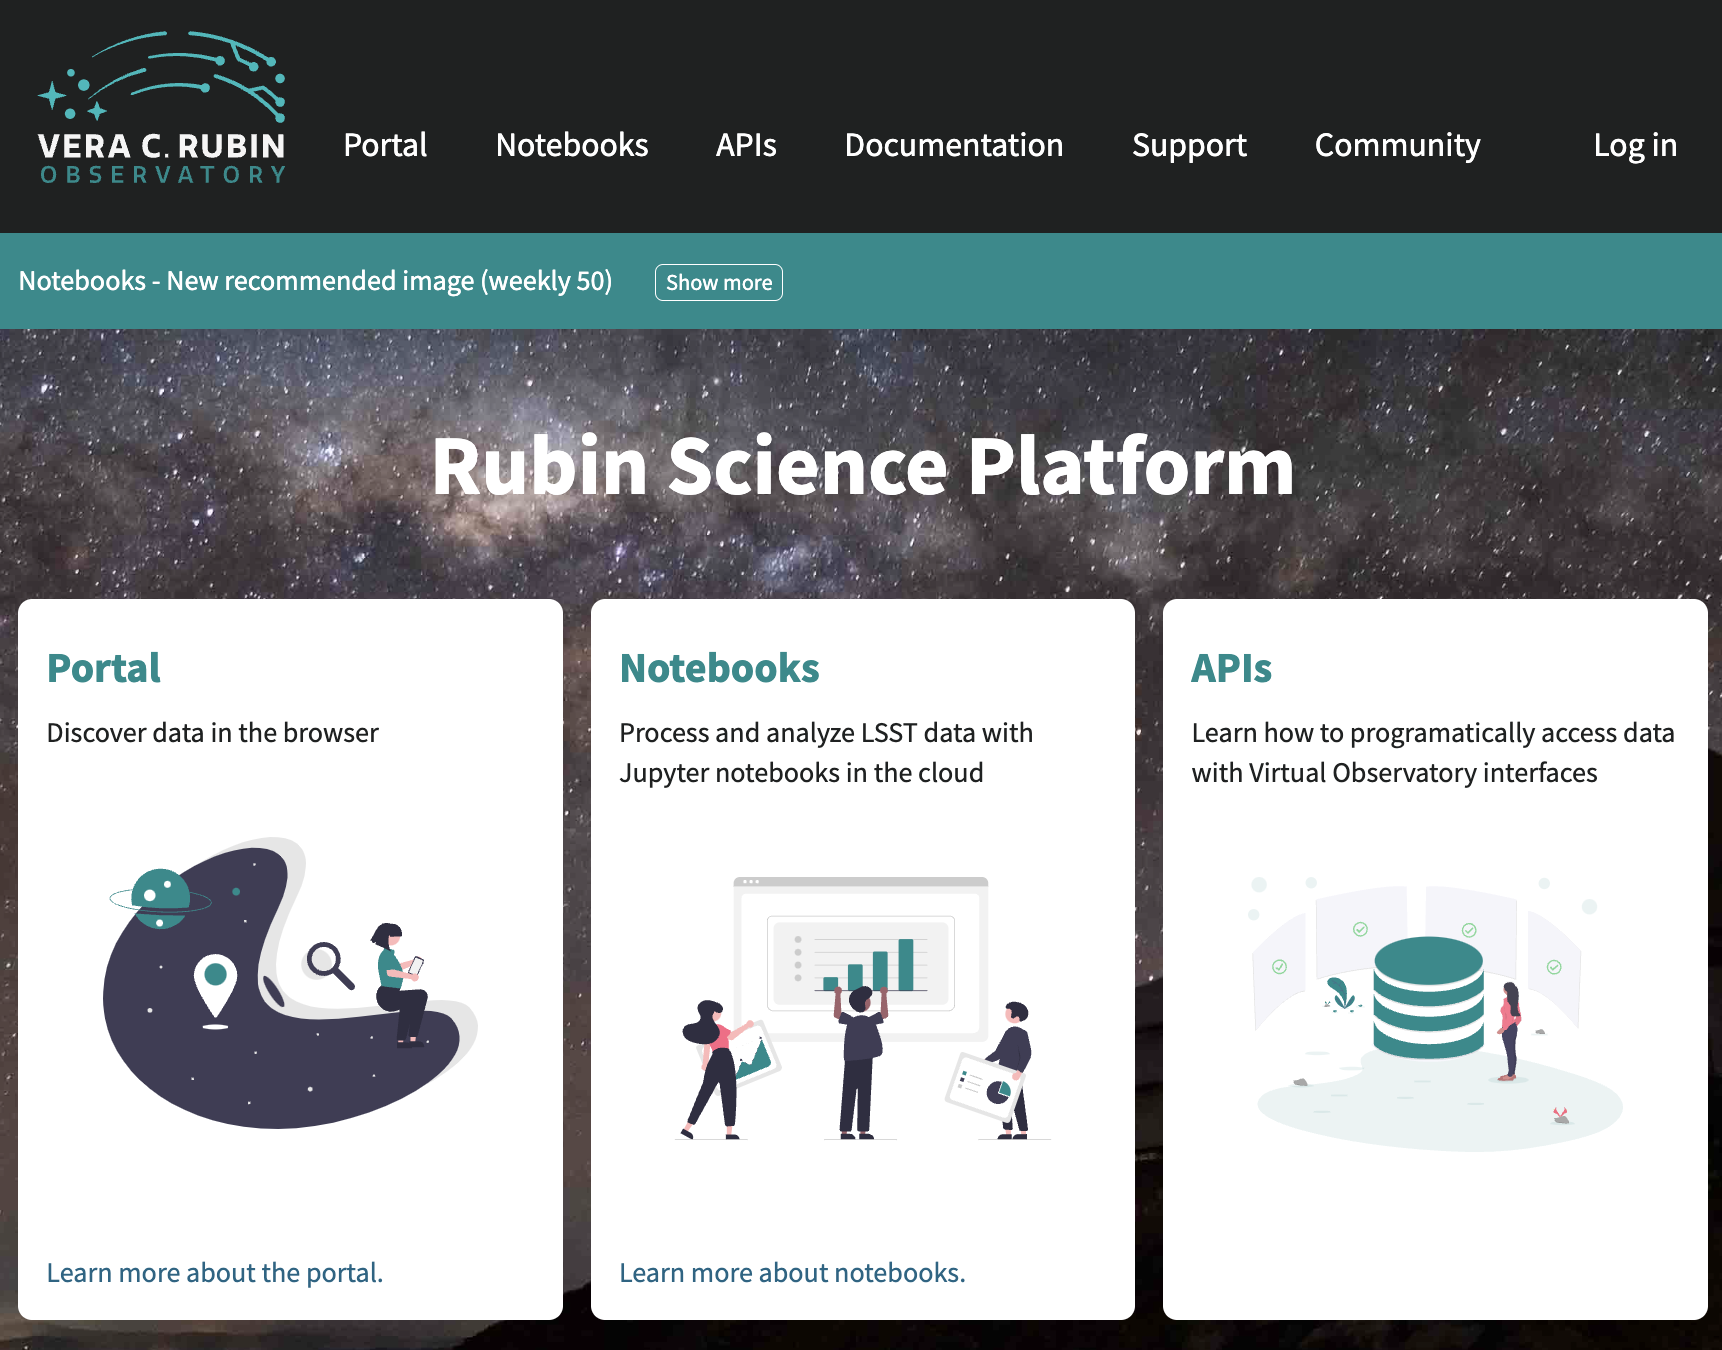 VERA C. RUBIN
OBSERVATORY
Portal
Notebooks
APIs
Documentation
Support
Community
Log in
Notebooks - New recommended image (weekly 50)
Show more
Rubin Science Platform
Portal
Discover data in the browser
Learn more about the portal.
Notebooks
Process and analyze LSST data with
Jupyter notebooks in the cloud
Learn more about notebooks.
APIs
Learn how to programatically access data
with Virtual Observatory interfaces